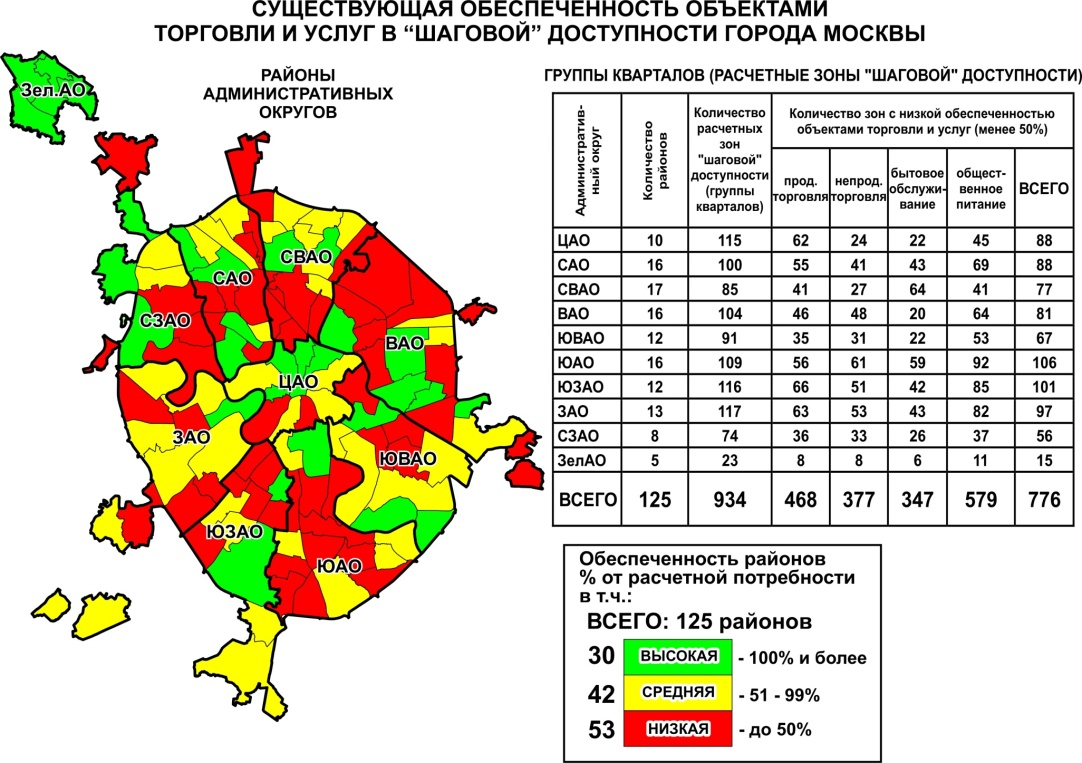 СУЩЕСТВУЮЩАЯ ОБЕСПЕЧЕННОСТЬ ОБЪЕКТАМИ
ТОРГОВЛИ И УСЛУГ В “ШАГОВОЙ” ДОСТУПНОСТИ ГОРОДА МОСКВЫ
РАЙОНЫ
АДМИНИСТРАТИВНЫХ
ОКРУГОВ
Зел.АО
САО
СВАО
СЗАО
ВАО
ЦАО
ЗАО
ЮВАО
ЮЗАО
ЮАО
ГРУППЫ КВАРТАЛОВ (РАСЧЕТНЫЕ ЗОНЫ "ШАГОВОЙ" ДОСТУПНОСТИ)
Административ-
ный округ
Количество
районов
Количество
расчетных
зон
"шаговой"
доступности
(группы
кварталов)
Количество зон с низкой обеспеченностью
объектами торговли и услуг (менее 50%)
прод.
торговля
непрод.
торговля
бытовое
обслужи-
вание
общест-
венное
питание
ВСЕГО
ЦАО 10 115 62 24 22 45 88
САО 16 100 55 41 43 69 88
СВАО 17 85 41 27 64 41 77
ВАО 16 104 46 48 20 64 81
ЮВАО 12 91 35 31 22 53 67
ЮАО 16 109 56 61 59 92 106
ЮЗАО 12 116 66 51 42 85 101
ЗАО 13 117 63 53 43 82 97
СЗАО 8 74 36 33 26 37 56
ЗелАО 5 23 8 8 6 11 15
ВСЕГО 125 934 468 377 347 579 776
Обеспеченность районов
% от расчетной потребности
в т.ч.:
ВСЕГО: 125 районов
30 ВЫСОКАЯ - 100% и более
42 СРЕДНЯЯ - 51 - 99%
53 НИЗКАЯ - до 50%